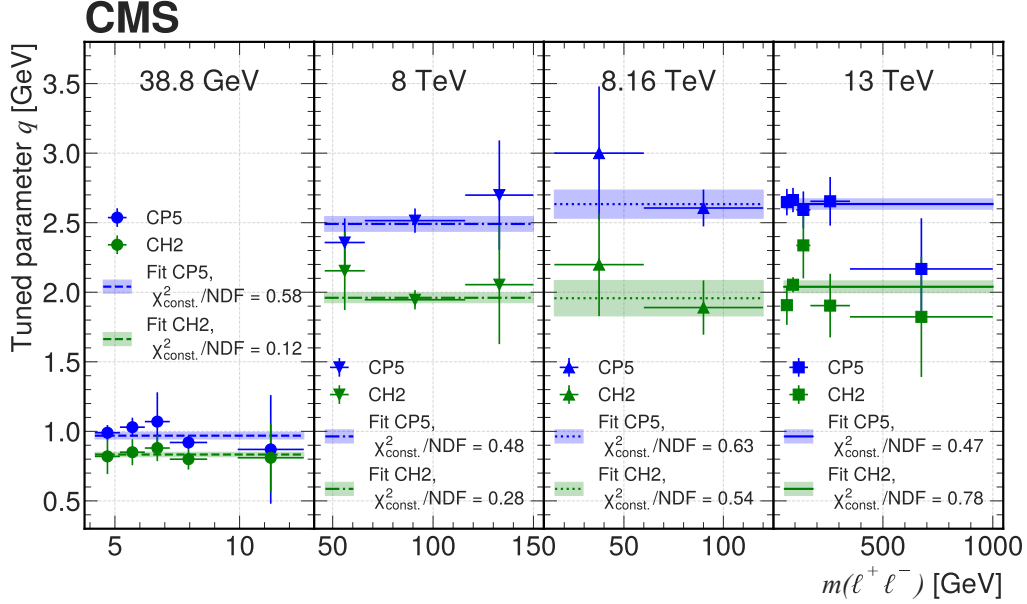 CMS
Tuned parameter q [GeV]
3.5
3.0
2.5
2.0
1.5
1.0
0.5
38.8 GeV
CP5
CH2
Fit CP5,
χ²const./NDF = 0.58
Fit CH2,
χ²const./NDF = 0.12
8 TeV
CP5
CH2
Fit CP5,
χ²const./NDF = 0.48
Fit CH2,
χ²const./NDF = 0.28
8.16 TeV
CP5
CH2
Fit CP5,
χ²const./NDF = 0.63
Fit CH2,
χ²const./NDF = 0.54
13 TeV
CP5
CH2
Fit CP5,
χ²const./NDF = 0.47
Fit CH2,
χ²const./NDF = 0.78
5 10 50 100 150 50 100 500 1000
m(ℓ⁺ℓ⁻) [GeV]